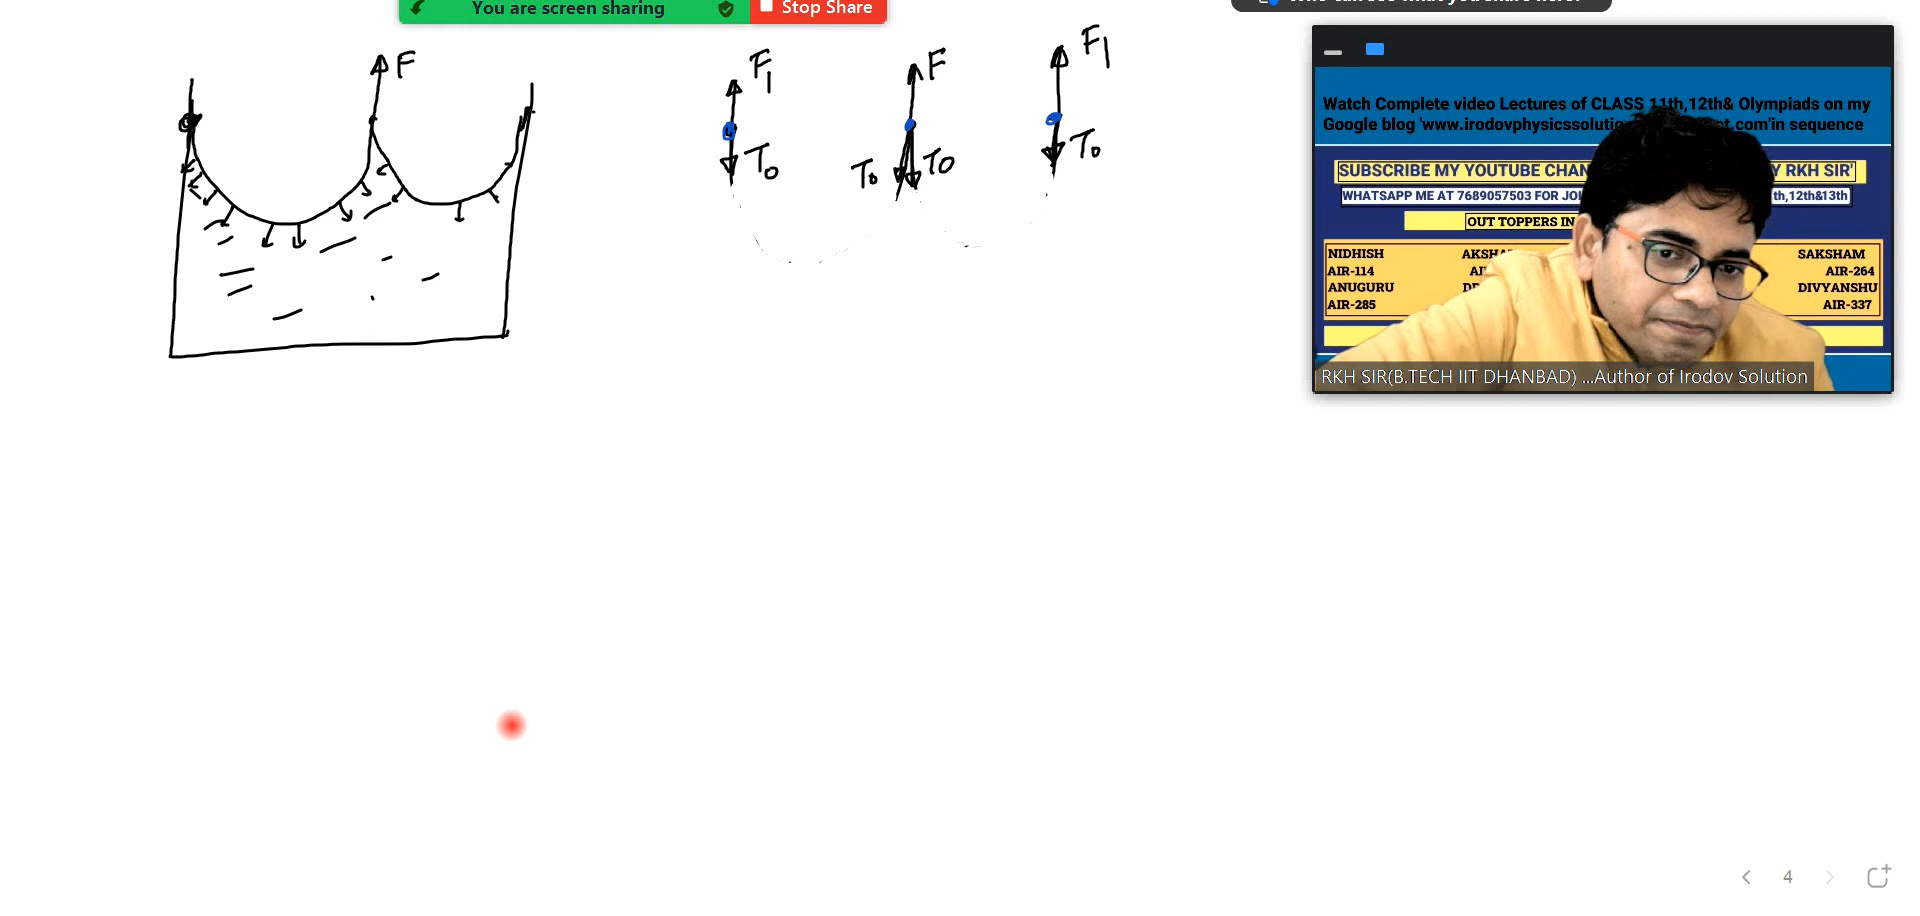 You are screen sharing
Stop Share
F
F1
F
F1
T0
T0
T0
T0
Watch Complete video Lectures of CLASS 11th,12th& Olympiads on my
Google blog 'www.irodovphysicssolutio t.com'in sequence
SUBSCRIBE MY YOUTUBE CHAN Y RKH SIR'
WHATSAPP ME AT 7689057503 FOR JOI th,12th&13th
OUT TOPPERS IN
NIDHISH AKSH SAKSHAM
AIR-114 AI AIR-264
ANUGURU DIVYANSHU
AIR-285 AIR-337
RKH SIR(B.TECH IIT DHANBAD) ...Author of Irodov Solution
4